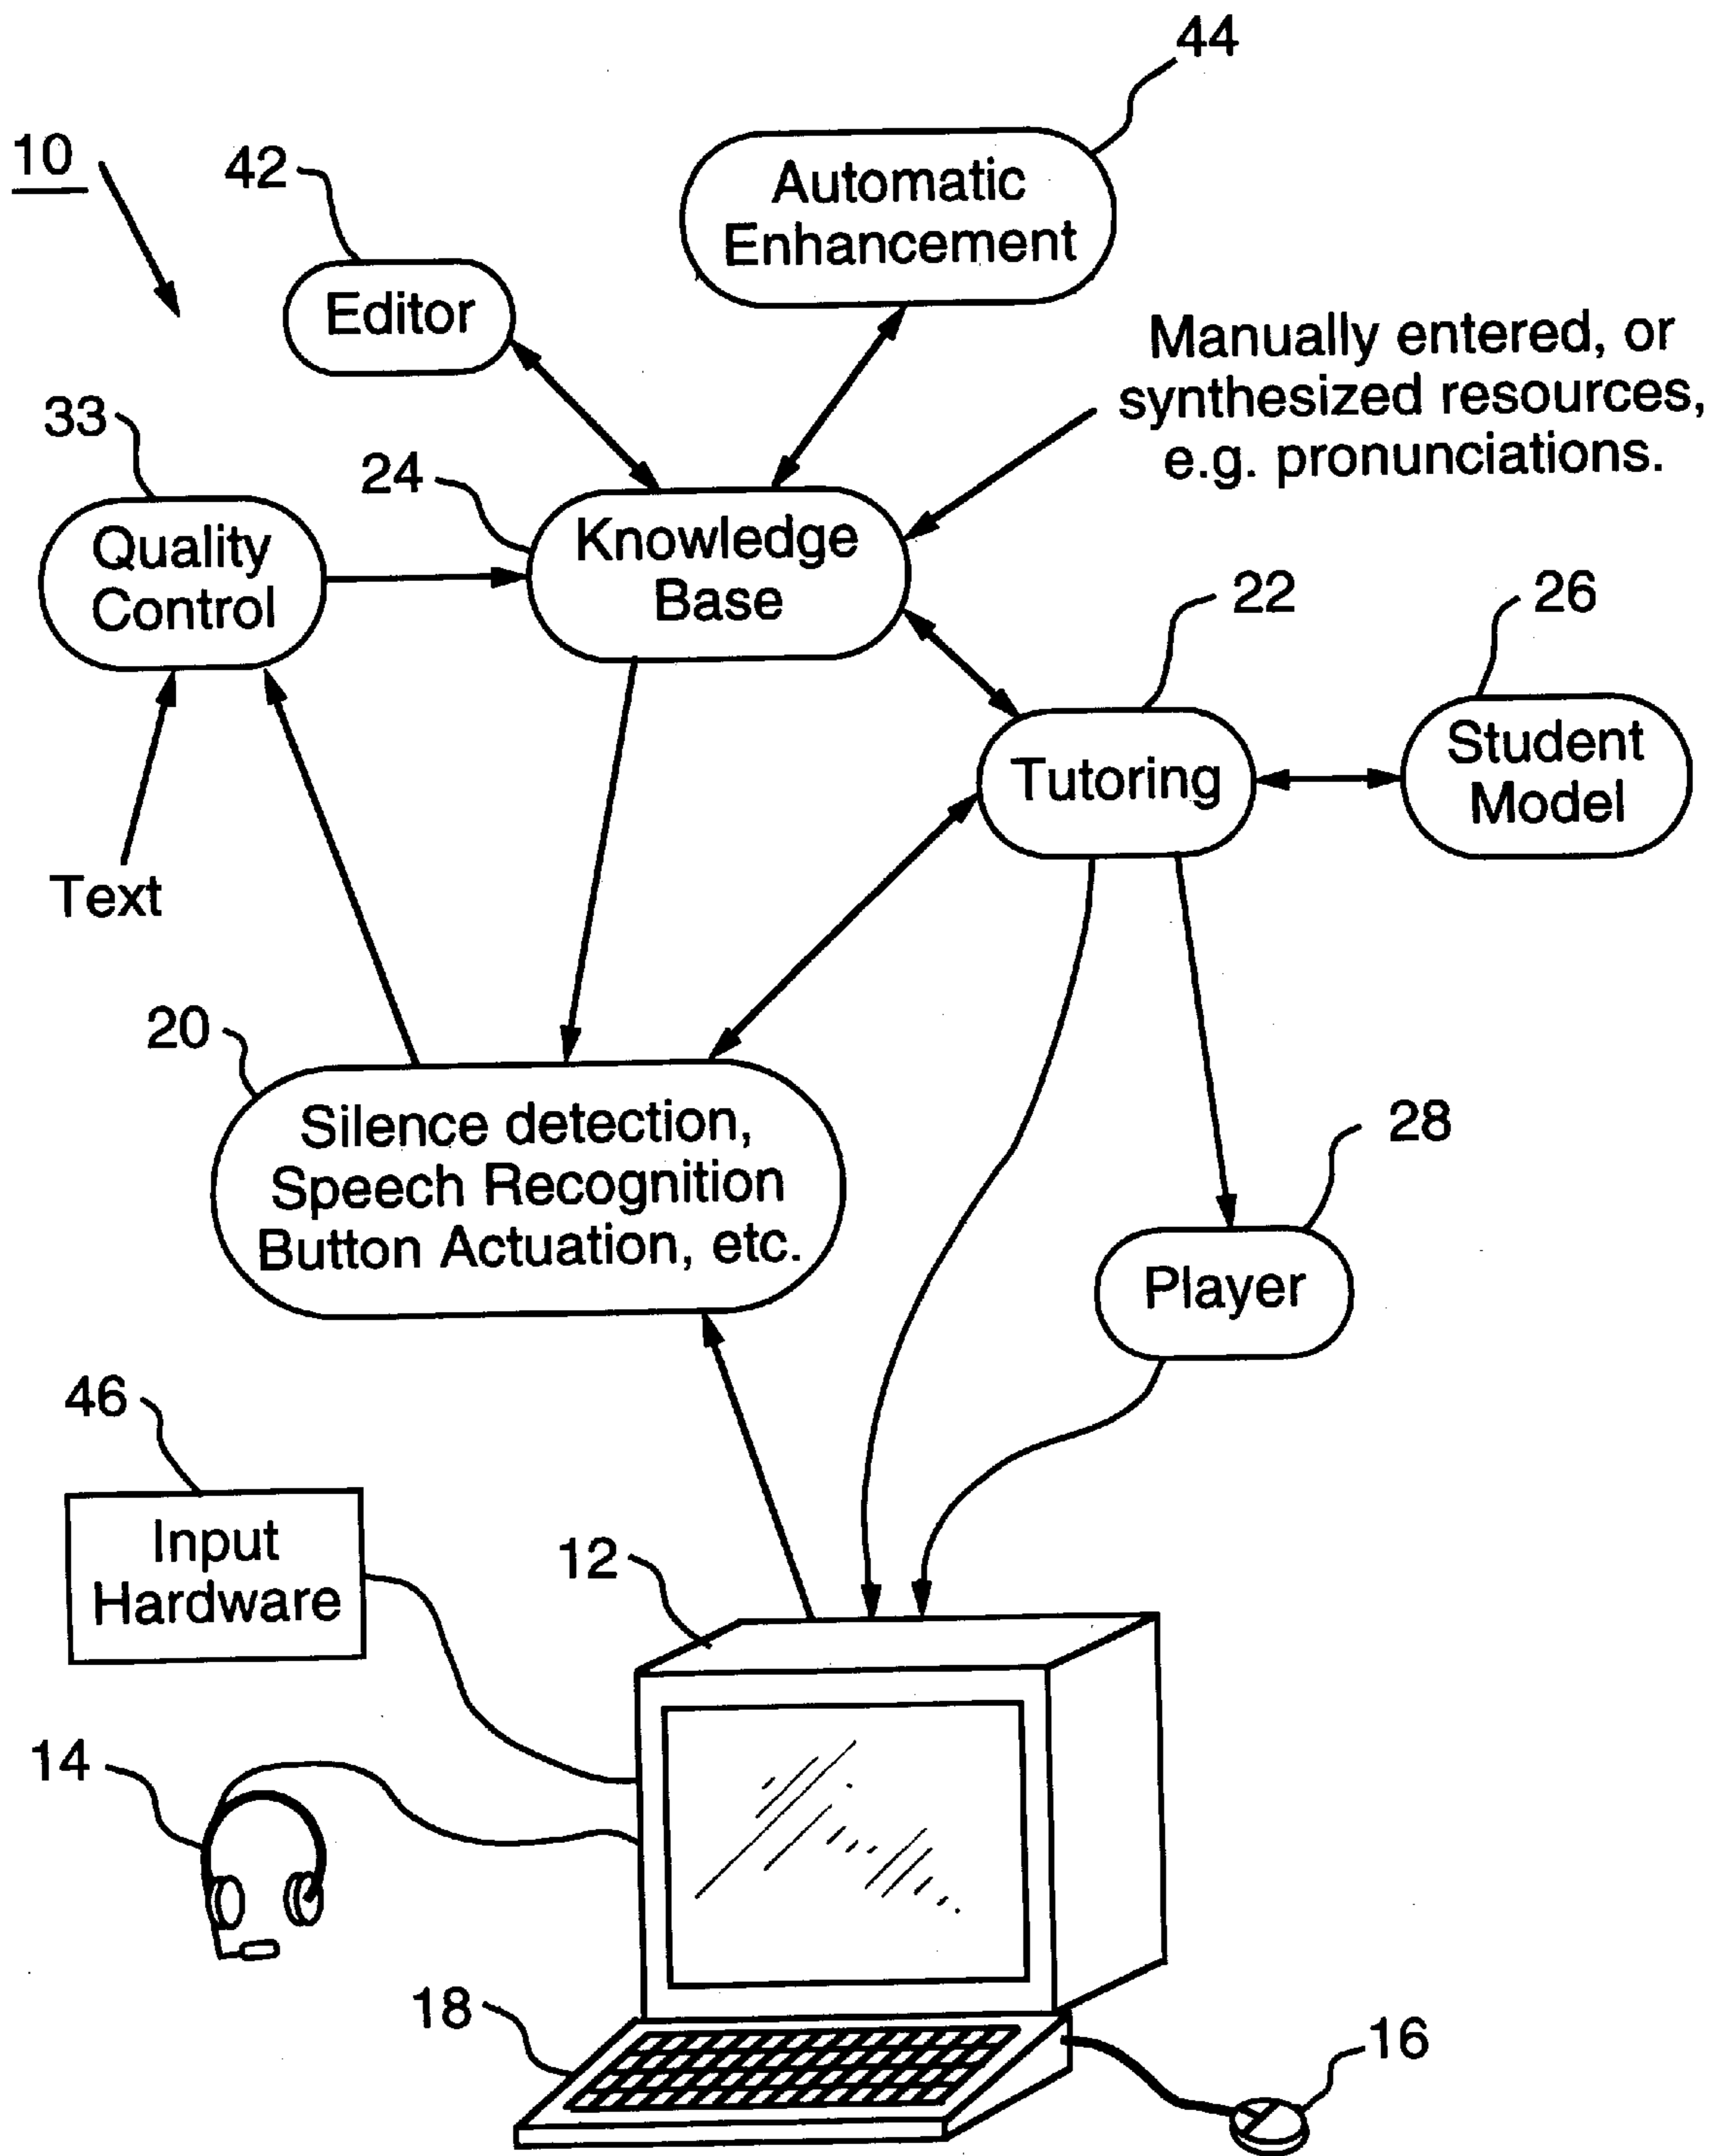 44
10
42
Automatic
Enhancement
Editor
Manually entered, or
synthesized resources,
e.g. pronunciations.
33
24
Quality
Control
Knowledge
Base
22
26
Tutoring
Student
Model
Text
20
Silence detection,
Speech Recognition
Button Actuation, etc.
28
Player
46
Input
Hardware
12
14
18
16